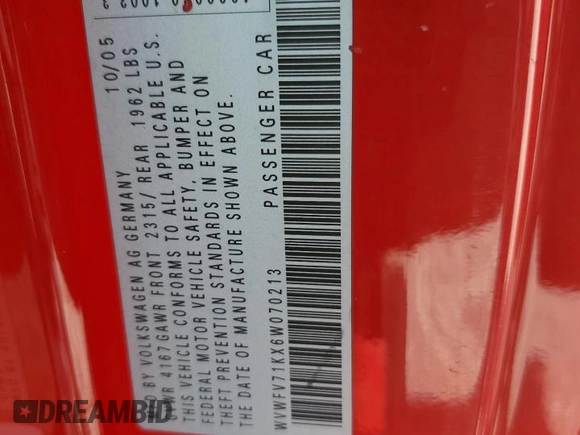 BY VOLKSWAGEN AG GERMANY 10/05
GVWR 4167GAWR FRONT 2315/ REAR 1962 LBS
THIS VEHICLE CONFORMS TO ALL APPLICABLE U.S.
FEDERAL MOTOR VEHICLE SAFETY, BUMPER AND
THEFT PREVENTION STANDARDS IN EFFECT ON
THE DATE OF MANUFACTURE SHOWN ABOVE.
WVWFV71KX6W070213 PASSENGER CAR
DREAMBID